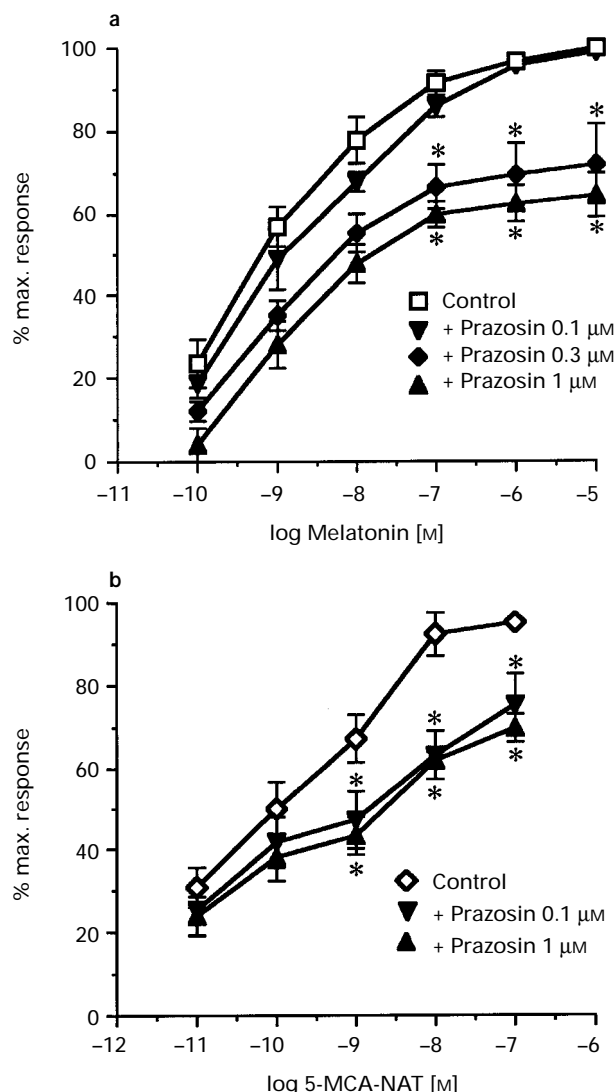 a
100
80
60
40
20
0
% max. response
* * *
* * *
Control
+ Prazosin 0.1 μM
+ Prazosin 0.3 μM
+ Prazosin 1 μM
–11 –10 –9 –8 –7 –6 –5
log Melatonin [M]
b
100
80
60
40
20
0
% max. response
* * *
* * *
Control
+ Prazosin 0.1 μM
+ Prazosin 1 μM
–12 –11 –10 –9 –8 –7 –6
log 5-MCA-NAT [M]